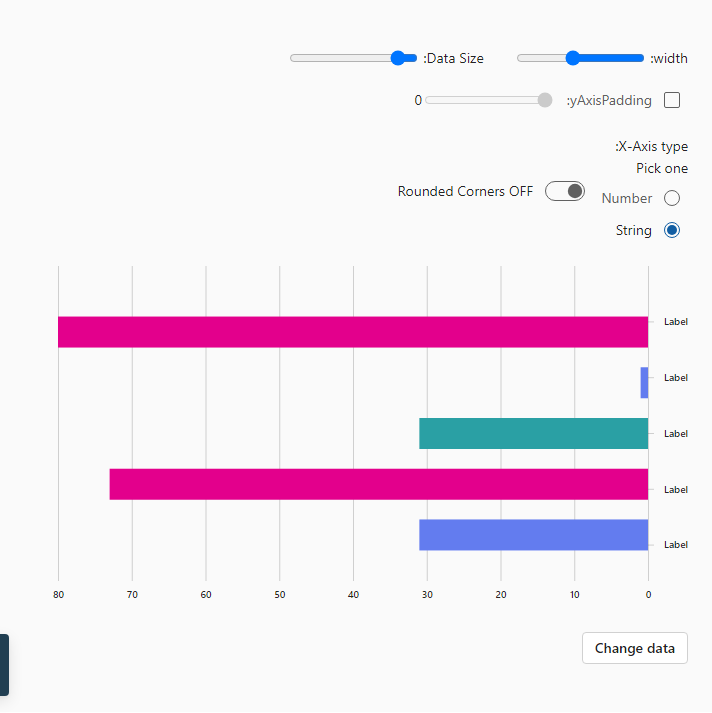 :width
:Data Size
:yAxisPadding
0
:X-Axis type
Pick one
Number
String
Rounded Corners OFF
Label
Label
Label
Label
Label
80 70 60 50 40 30 20 10 0
Change data